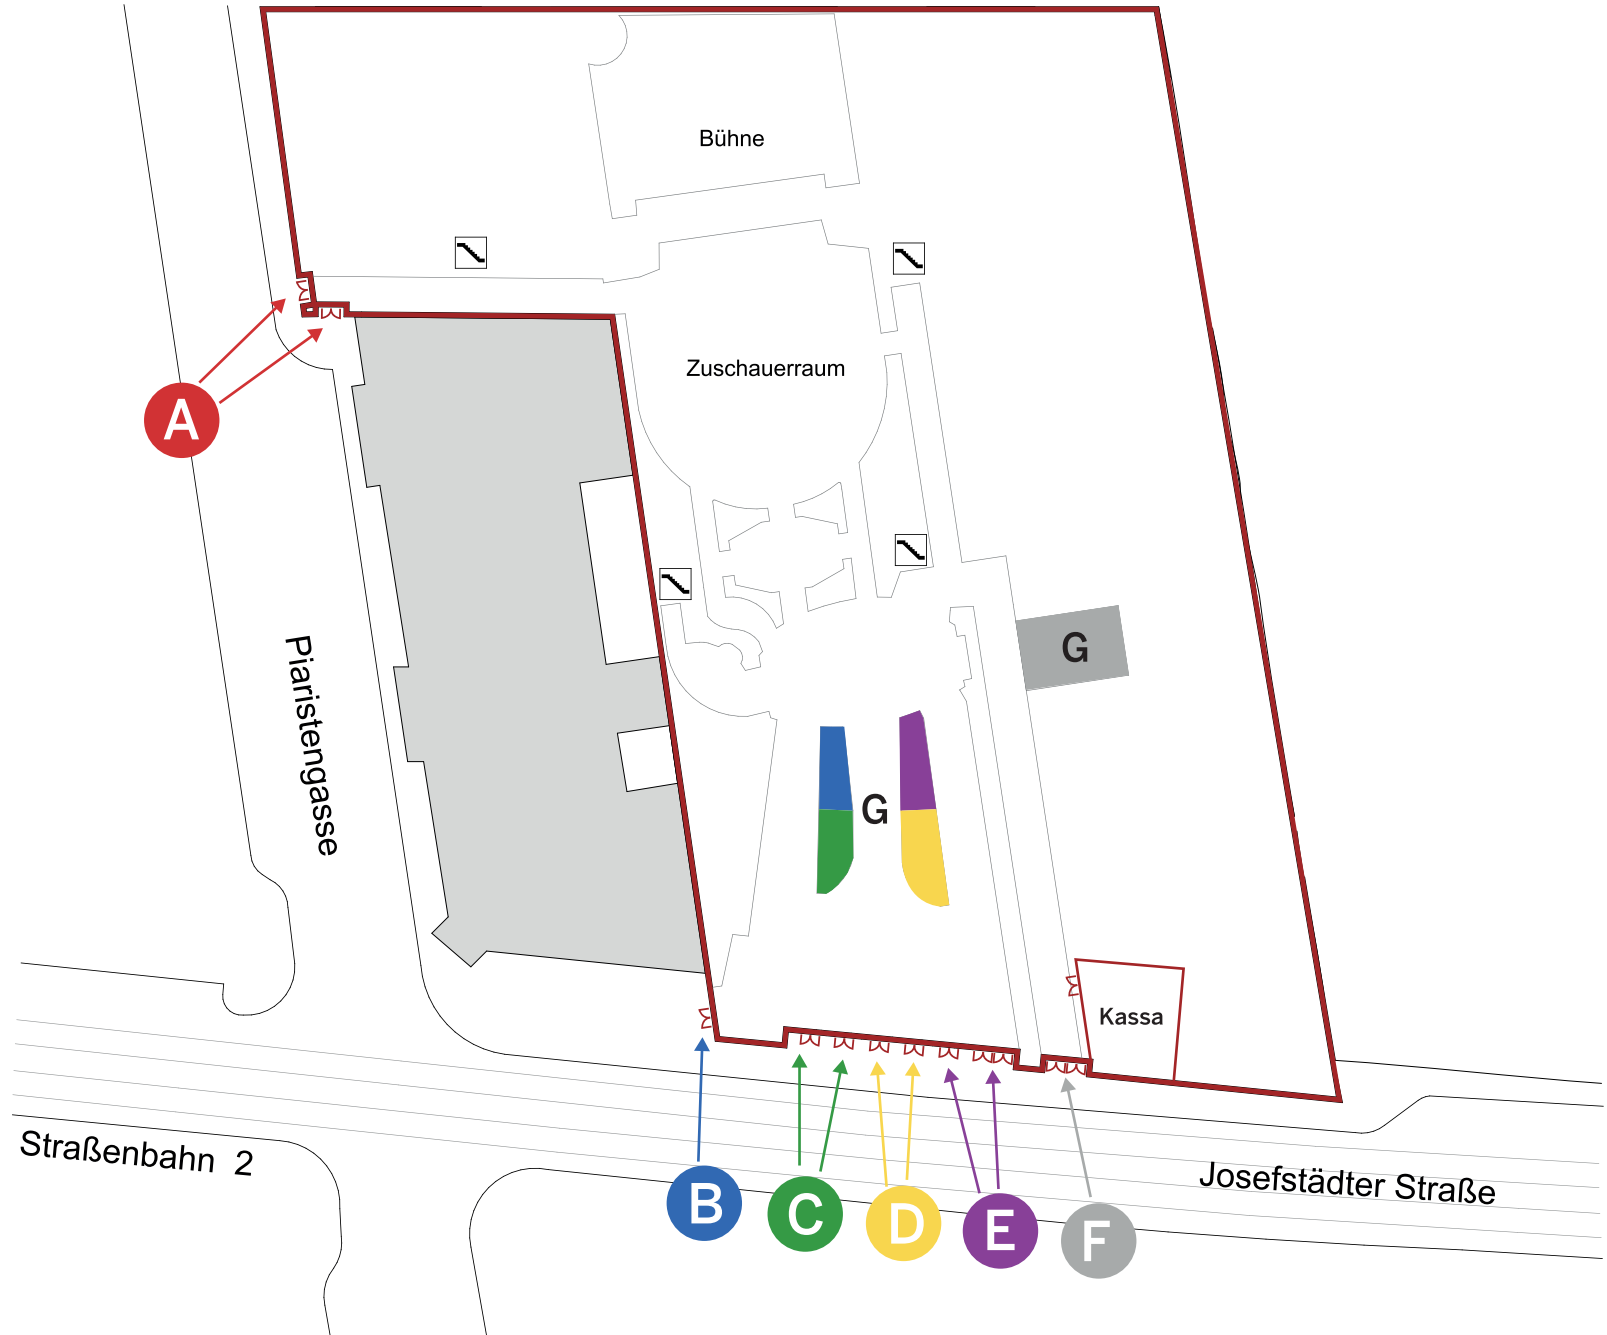 Bühne
Zuschauerraum
A
G
Piaristengasse
G
Kassa
Straßenbahn 2
Josefstädter Straße
B
C
D
E
F